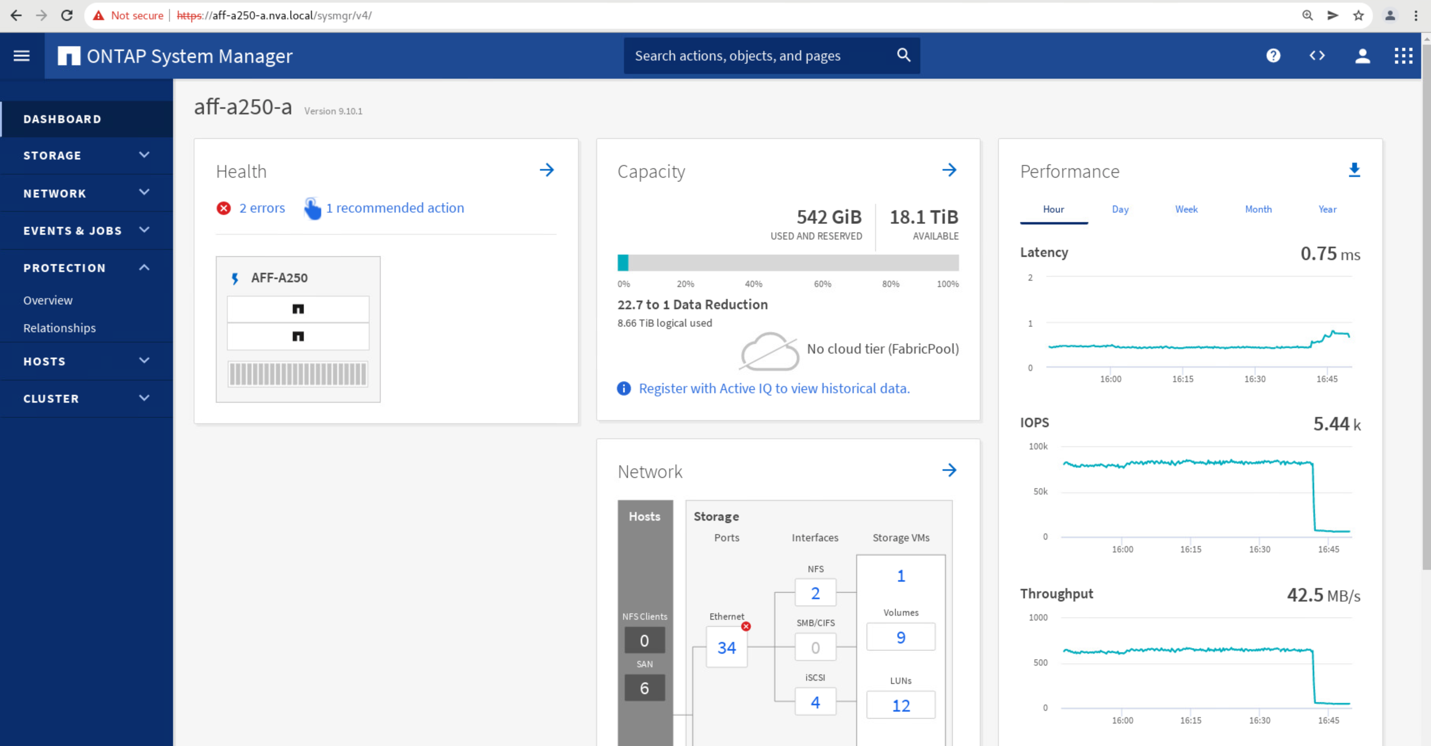 Not secure | https://aff-a250-a.nva.local/sysmgr/v4/
ONTAP System Manager
Search actions, objects, and pages
DASHBOARD
STORAGE
NETWORK
EVENTS & JOBS
PROTECTION
Overview
Relationships
HOSTS
CLUSTER
aff-a250-a Version 9.10.1
Health
2 errors 1 recommended action
AFF-A250
Capacity
542 GiB 18.1 TiB
USED AND RESERVED AVAILABLE
0% 20% 40% 60% 80% 100%
22.7 to 1 Data Reduction
8.66 TiB logical used
No cloud tier (FabricPool)
Register with Active IQ to view historical data.
Network
Hosts
NFS Clients
0
SAN
6
Storage
Ports Interfaces Storage VMs
Ethernet
34
NFS
2
SMB/CIFS
0
iSCSI
4
1
Volumes
9
LUNs
12
Performance
Hour Day Week Month Year
Latency 0.75 ms
2
1
0
16:00 16:15 16:30 16:45
IOPS 5.44 k
100k
50k
0
16:00 16:15 16:30 16:45
Throughput 42.5 MB/s
1000
500
0
16:00 16:15 16:30 16:45